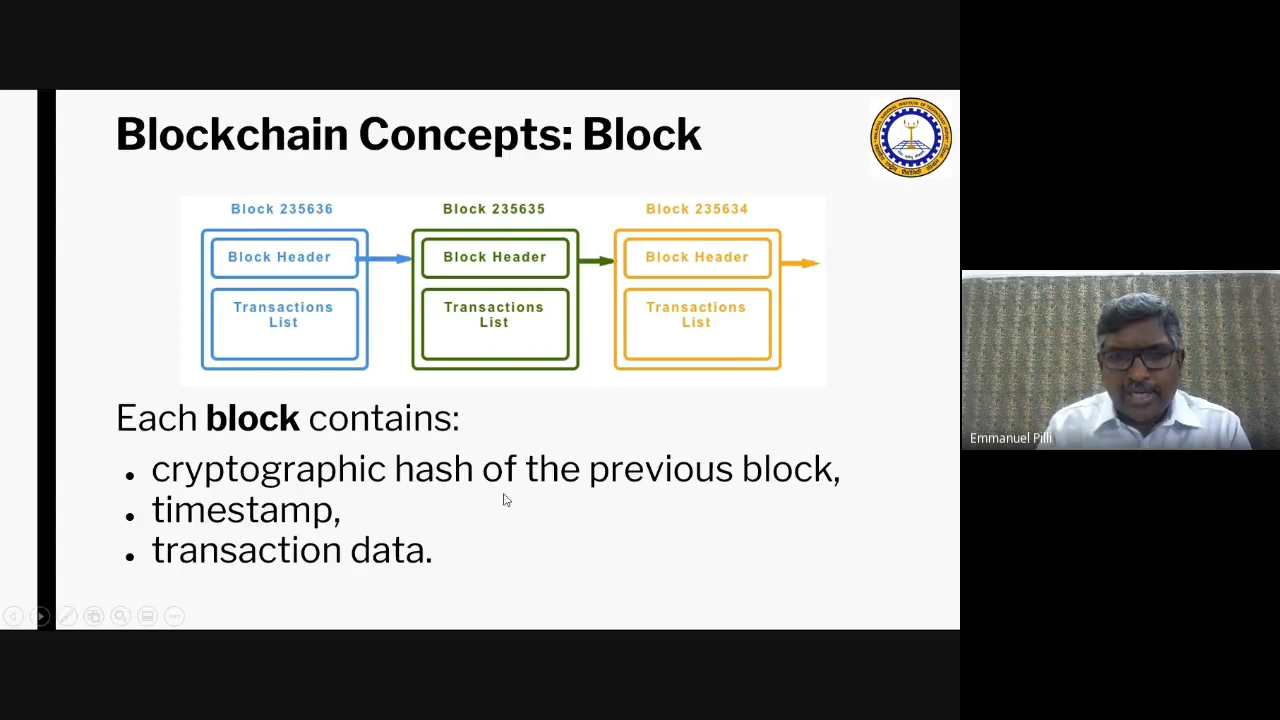 Blockchain Concepts: Block
Block 235636
Block 235635
Block 235634
Block Header
Block Header
Block Header
Transactions
List
Transactions
List
Transactions
List
Each block contains:
• cryptographic hash of the previous block,
• timestamp,
• transaction data.
Emmanuel Pilli